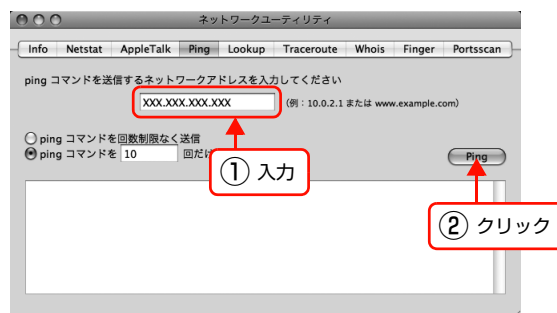 ネットワークユーティリティ
Info Netstat AppleTalk Ping Lookup Traceroute Whois Finger Portsscan
ping コマンドを送信するネットワークアドレスを入力してください
XXX.XXX.XXX.XXX (例：10.0.2.1 または www.example.com)
ping コマンドを回数制限なく送信
ping コマンドを 10 回だけ
Ping
① 入力
② クリック